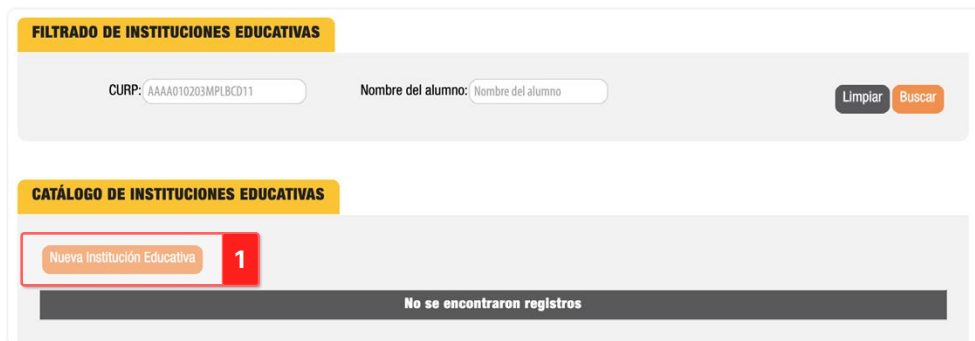 FILTRADO DE INSTITUCIONES EDUCATIVAS
CURP: AAAA010203MPLBCD11 Nombre del alumno: Nombre del alumno Limpiar Buscar
CATÁLOGO DE INSTITUCIONES EDUCATIVAS
Nueva Institución Educativa 1
No se encontraron registros